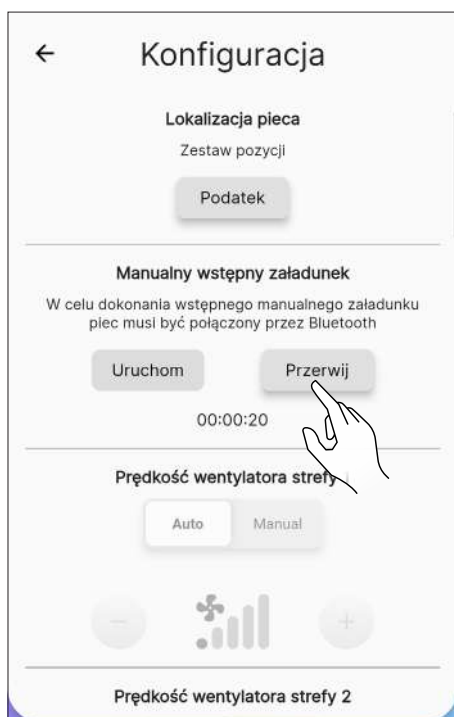 Konfiguracja
Lokalizacja pieca
Zestaw pozycji
Podatek
Manualny wstępny załadunek
W celu dokonania wstępnego manualnego załadunku
piec musi być połączony przez Bluetooth
Uruchom
Przerwij
00:00:20
Prędkość wentylatora strefy
Auto
Manual
Prędkość wentylatora strefy 2